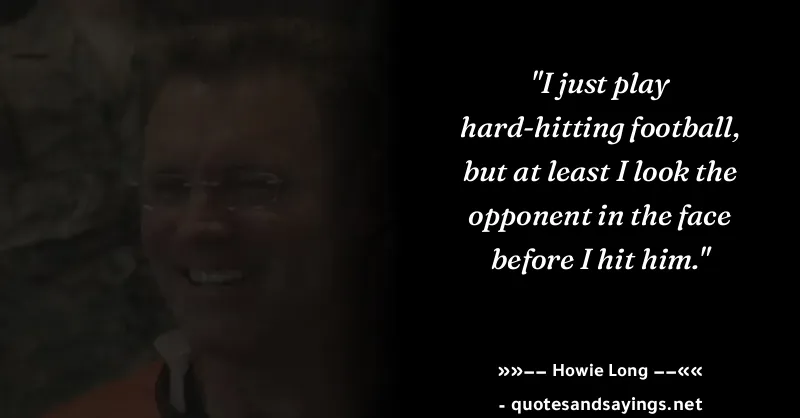 "I just play
hard-hitting football,
but at least I look the
opponent in the face
before I hit him."
»»−− Howie Long −−««
- quotesandsayings.net